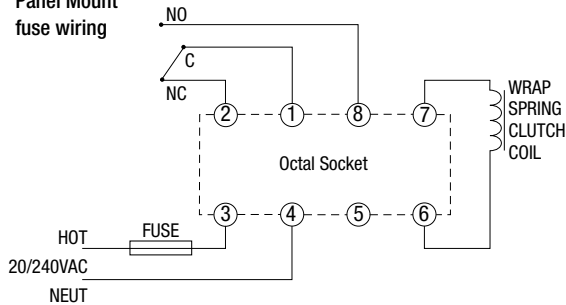 Panel Mount
fuse wiring
NO
C
NC
2
1
8
7
WRAP
SPRING
CLUTCH
COIL
Octal Socket
3
4
5
6
HOT
FUSE
20/240VAC
NEUT